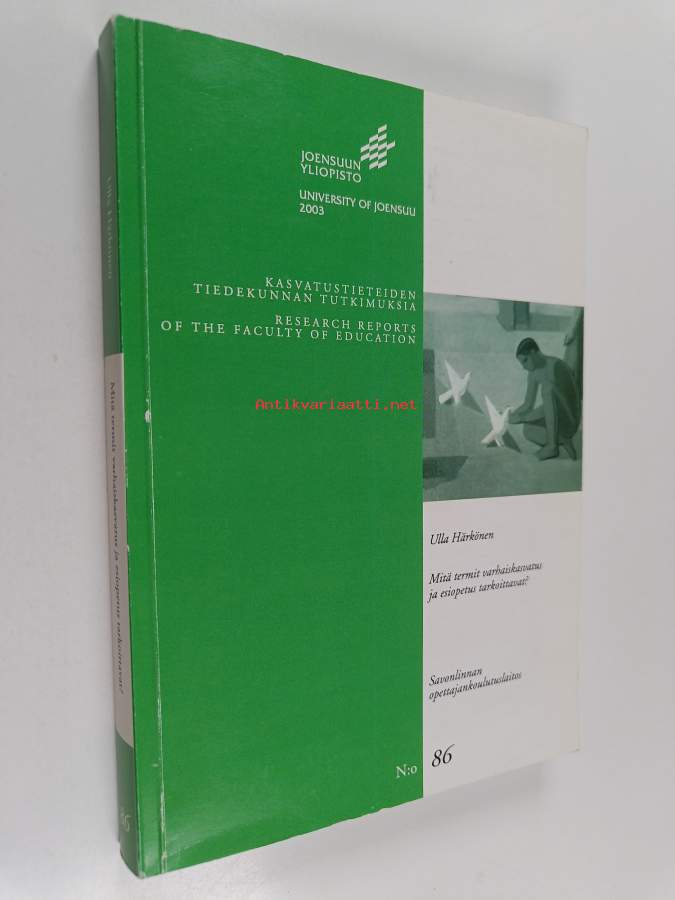 JOENSUUN
YLIOPISTO
UNIVERSITY OF JOENSUU
2003
KASVATUSTIETEIDEN
TIEDEKUNNAN TUTKIMUKSIA
RESEARCH REPORTS
OF THE FACULTY OF EDUCATION
Antikvariaatti.net
Ulla Härkönen
Mitä termit varhaiskasvatus
ja esiopetus tarkoittavat?
Savonlinnan
opettajankoulutuslaitos
N:o 86
Ulla Härkönen
Mitä termit varhaiskasvatus ja esiopetus tarkoittavat?
86